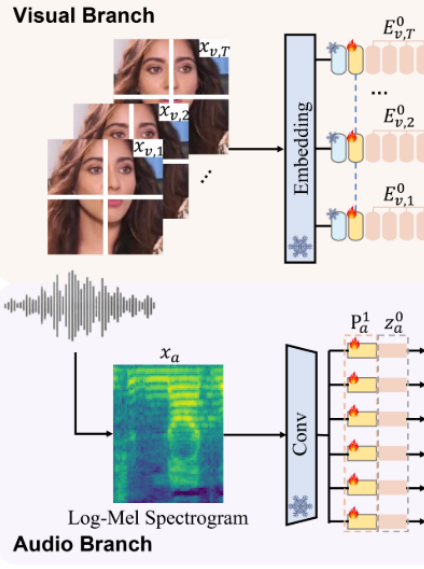 Visual Branch
x_{v,T}
x_{v,2}
x_{v,1}
...
Embedding
E^0_{v,T}
...
E^0_{v,2}
E^0_{v,1}
x_a
Log-Mel Spectrogram
Conv
P^1_a
z^0_a
Audio Branch